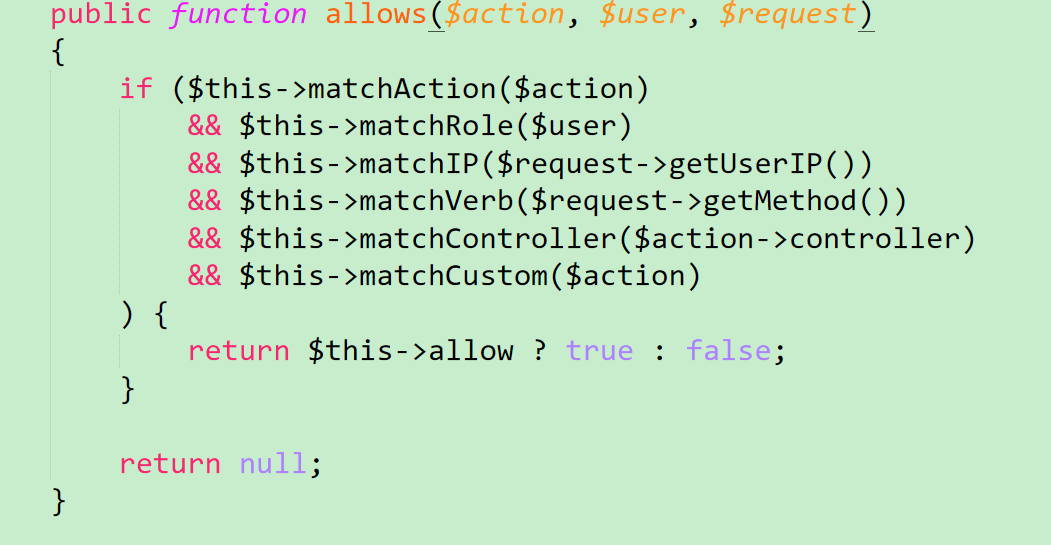 public function allows($action, $user, $request)
{
if ($this->matchAction($action)
&& $this->matchRole($user)
&& $this->matchIP($request->getUserIP())
&& $this->matchVerb($request->getMethod())
&& $this->matchController($action->controller)
&& $this->matchCustom($action)
) {
return $this->allow ? true : false;
}
return null;
}